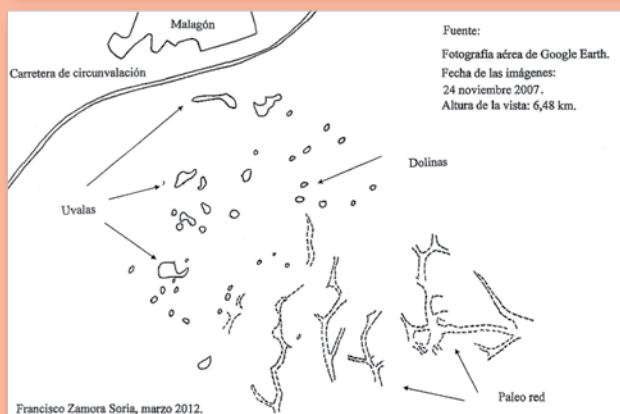 Malagón
Carretera de circunvalación
Fuente:
Fotografía aérea de Google Earth.
Fecha de las imágenes:
24 noviembre 2007.
Altura de la vista: 6,48 km.
Dolinas
Uvalas
Paleo red
Francisco Zamora Soria, marzo 2012.